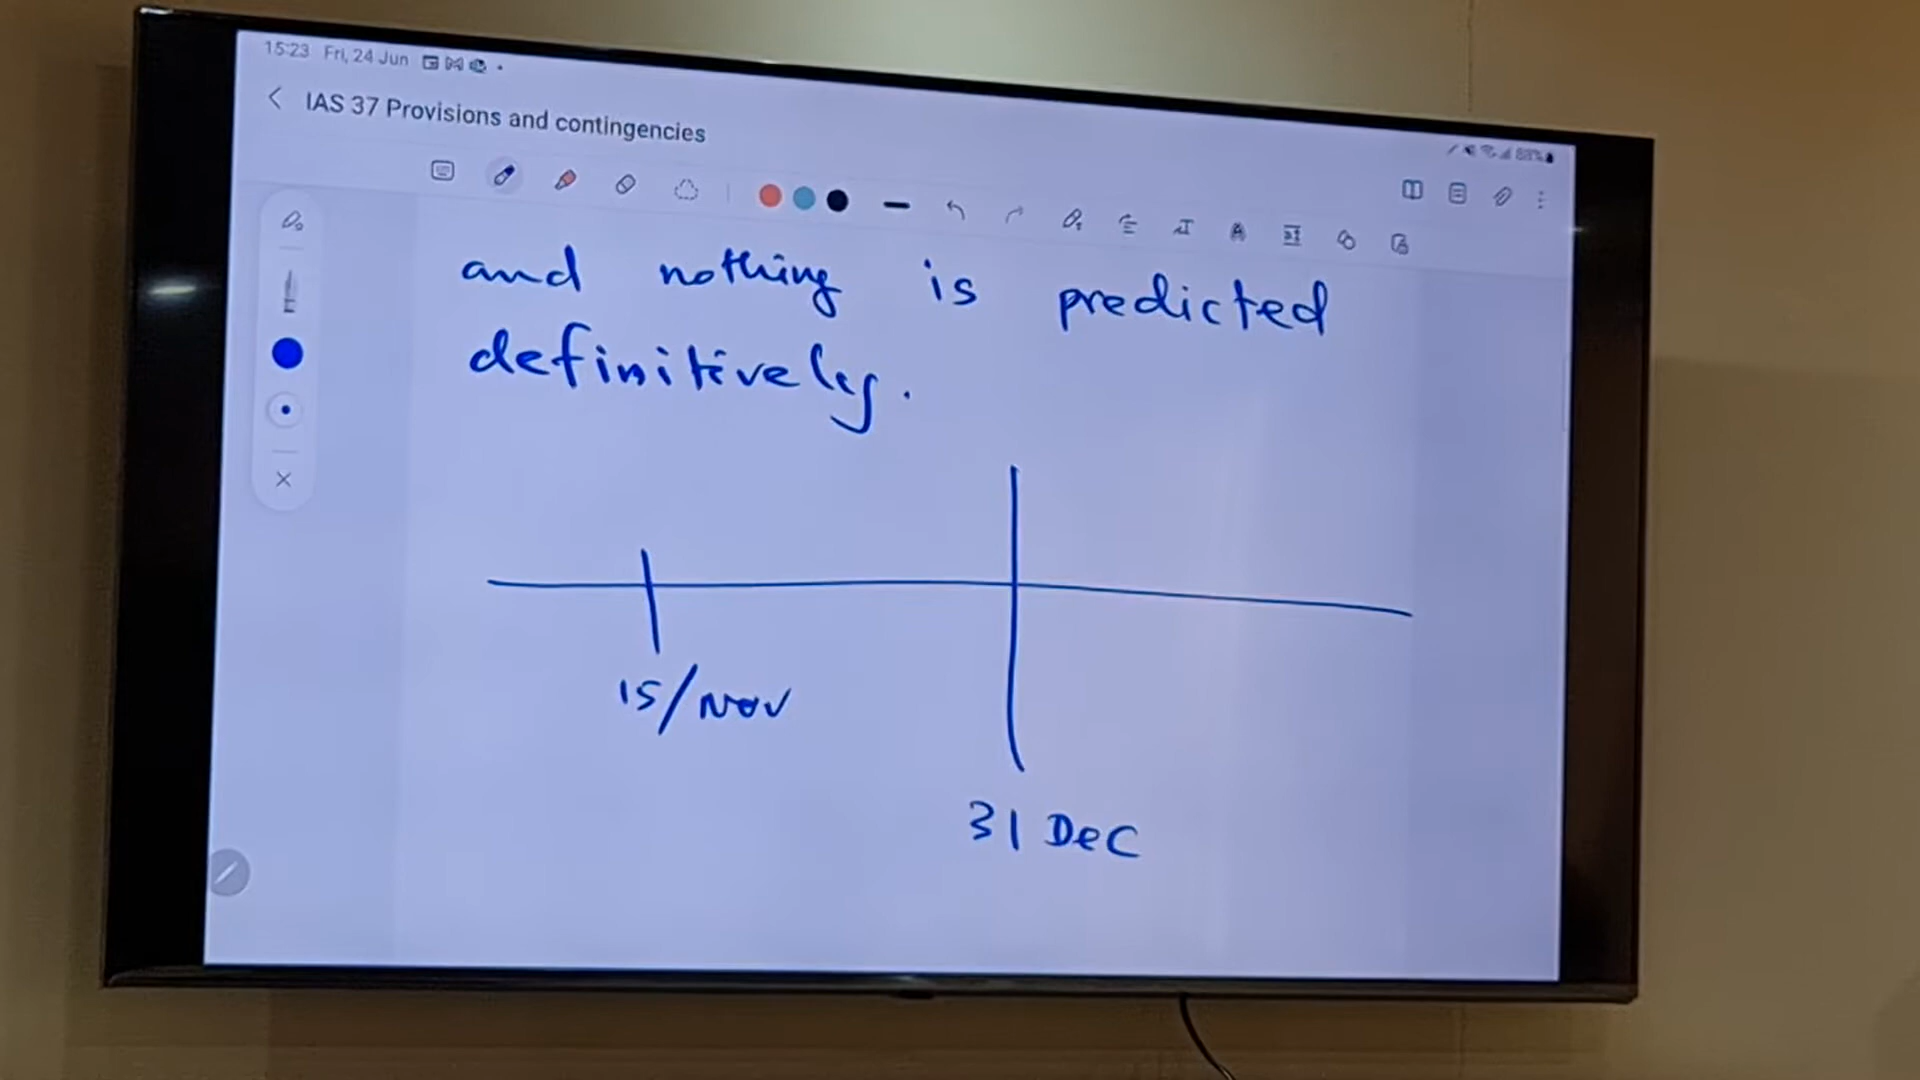 15:23 Fri, 24 Jun
88%
IAS 37 Provisions and contingencies
and nothing is predicted
definitively.
15/Nov
31 Dec